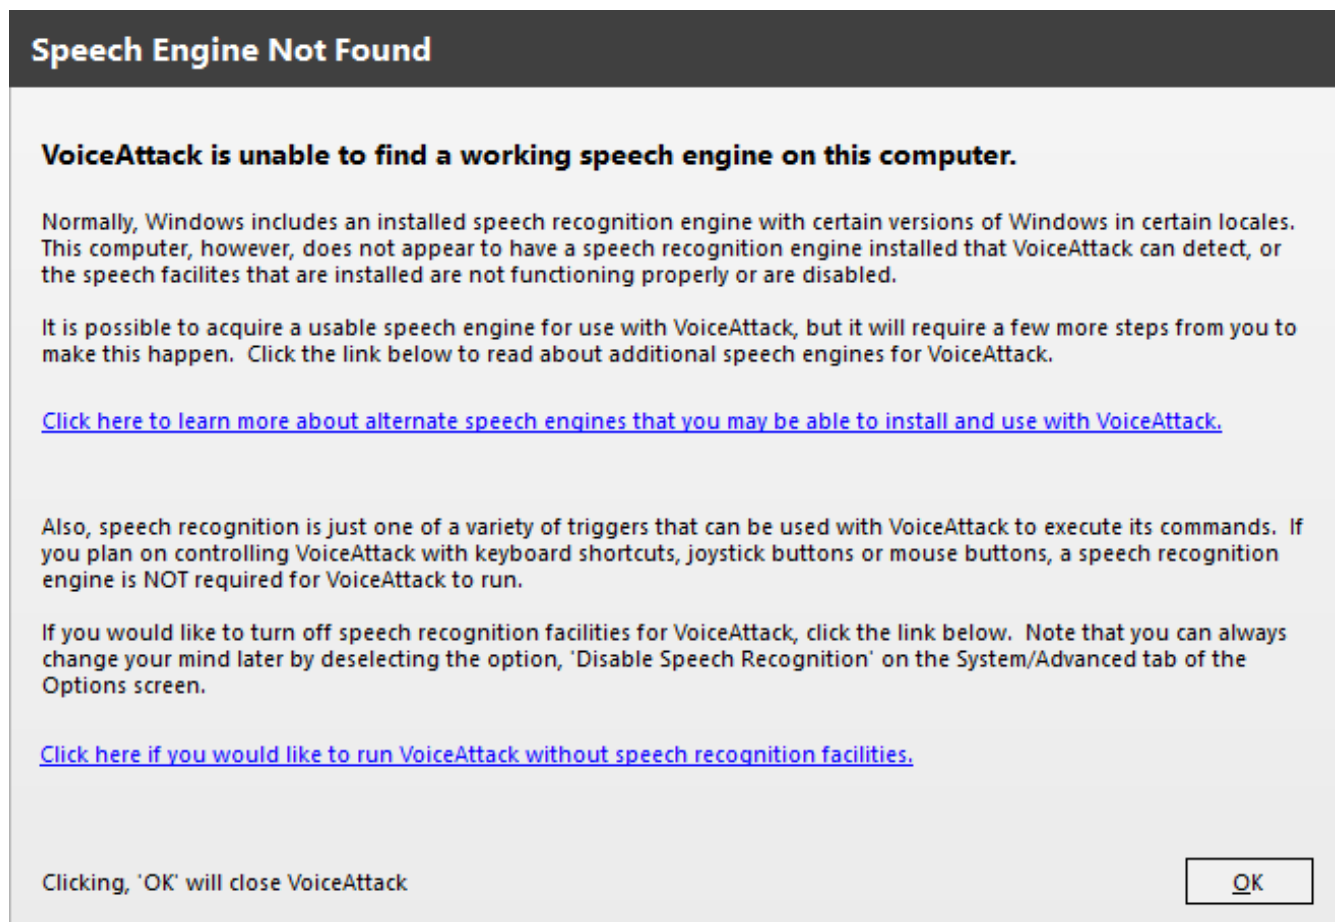 Speech Engine Not Found
VoiceAttack is unable to find a working speech engine on this computer.
Normally, Windows includes an installed speech recognition engine with certain versions of Windows in certain locales.
This computer, however, does not appear to have a speech recognition engine installed that VoiceAttack can detect, or
the speech facilites that are installed are not functioning properly or are disabled.
It is possible to acquire a usable speech engine for use with VoiceAttack, but it will require a few more steps from you to
make this happen.  Click the link below to read about additional speech engines for VoiceAttack.
Click here to learn more about alternate speech engines that you may be able to install and use with VoiceAttack.
Also, speech recognition is just one of a variety of triggers that can be used with VoiceAttack to execute its commands.  If
you plan on controlling VoiceAttack with keyboard shortcuts, joystick buttons or mouse buttons, a speech recognition
engine is NOT required for VoiceAttack to run.
If you would like to turn off speech recognition facilities for VoiceAttack, click the link below.  Note that you can always
change your mind later by deselecting the option, 'Disable Speech Recognition' on the System/Advanced tab of the
Options screen.
Click here if you would like to run VoiceAttack without speech recognition facilities.
Clicking, 'OK' will close VoiceAttack
OK